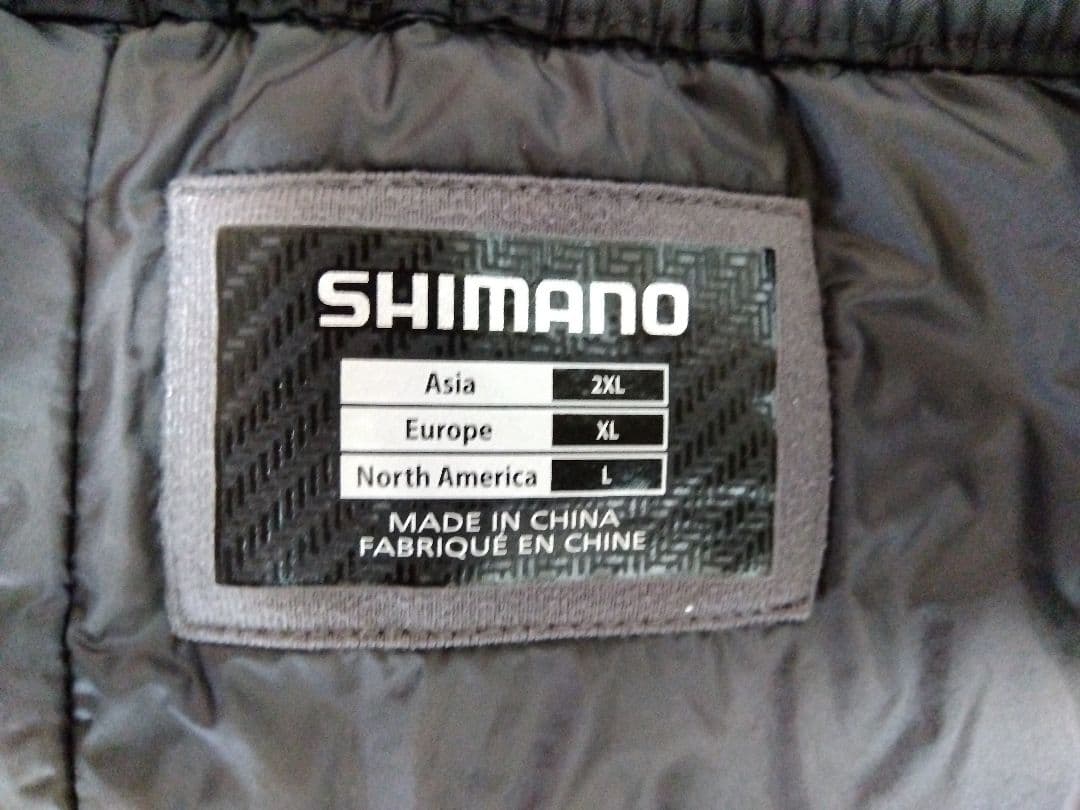 SHIMANO
Asia 2XL
Europe XL
North America L
MADE IN CHINA
FABRIQUÉ EN CHINE